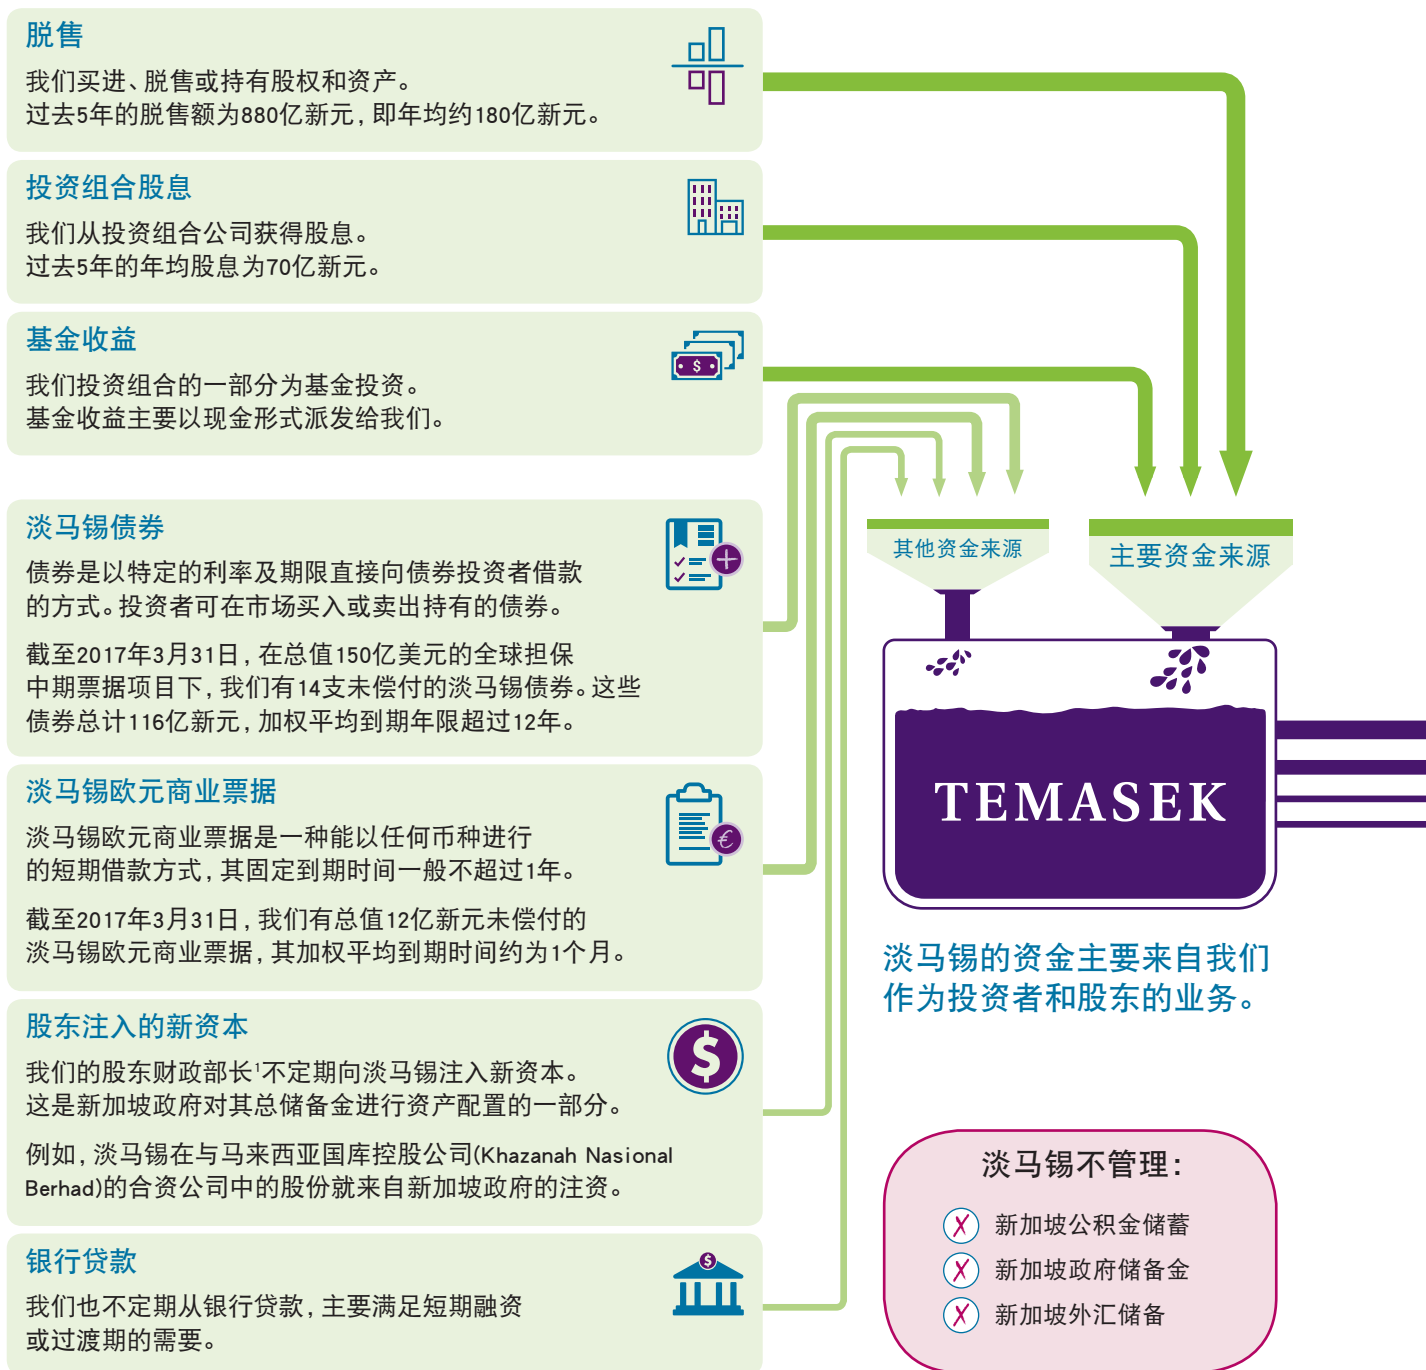 脱售
我们买进、脱售或持有股权和资产。
过去5年的脱售额为880亿新元，即年均约180亿新元。
投资组合股息
我们从投资组合公司获得股息。
过去5年的年均股息为70亿新元。
基金收益
我们投资组合的一部分为基金投资。
基金收益主要以现金形式派发给我们。
淡马锡债券
债券是以特定的利率及期限直接向债券投资者借款
的方式。投资者可在市场买入或卖出持有的债券。
截至2017年3月31日，在总值150亿美元的全球担保
中期票据项目下，我们有14支未偿付的淡马锡债券。这些
债券总计116亿新元，加权平均到期年限超过12年。
淡马锡欧元商业票据
淡马锡欧元商业票据是一种能以任何币种进行
的短期借款方式，其固定到期时间一般不超过1年。
截至2017年3月31日，我们有总值12亿新元未偿付的
淡马锡欧元商业票据，其加权平均到期时间约为1个月。
股东注入的新资本
我们的股东财政部长¹不定期向淡马锡注入新资本。
这是新加坡政府对其总储备金进行资产配置的一部分。
例如，淡马锡在与马来西亚国库控股公司(Khazanah Nasional
Berhad)的合资公司中的股份就来自新加坡政府的注资。
银行贷款
我们也不定期从银行贷款，主要满足短期融资
或过渡期的需要。
其他资金来源
主要资金来源
TEMASEK
淡马锡的资金主要来自我们
作为投资者和股东的业务。
淡马锡不管理：
新加坡公积金储蓄
新加坡政府储备金
新加坡外汇储备